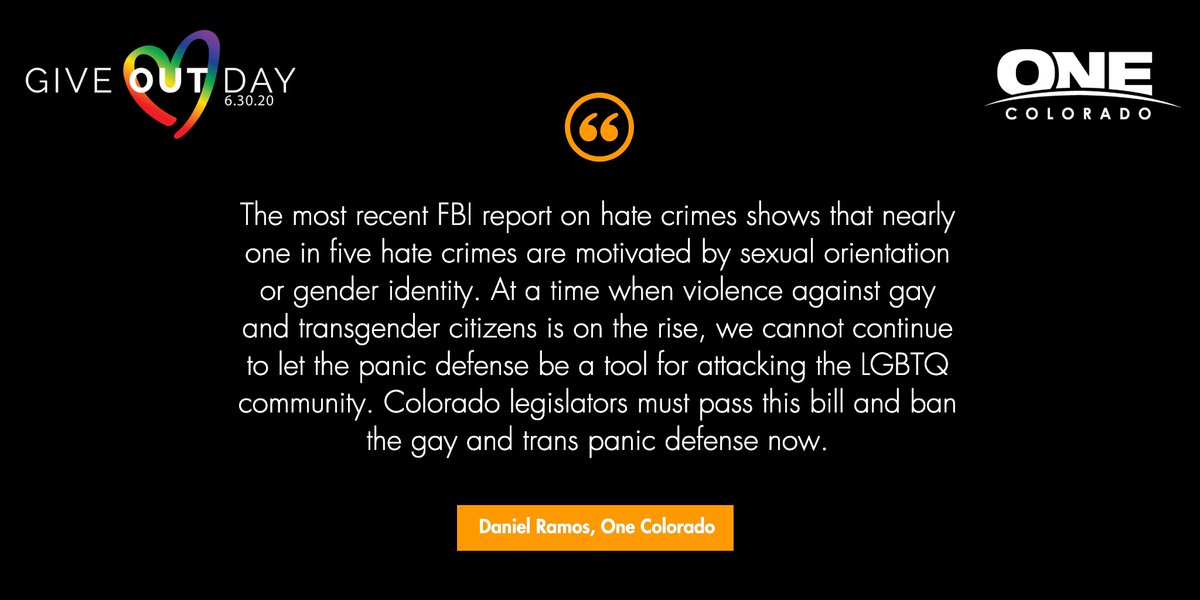 GIVE OUT DAY
6.30.20
ONE
COLORADO
“
The most recent FBI report on hate crimes shows that nearly
one in five hate crimes are motivated by sexual orientation
or gender identity. At a time when violence against gay
and transgender citizens is on the rise, we cannot continue
to let the panic defense be a tool for attacking the LGBTQ
community. Colorado legislators must pass this bill and ban
the gay and trans panic defense now.
Daniel Ramos, One Colorado